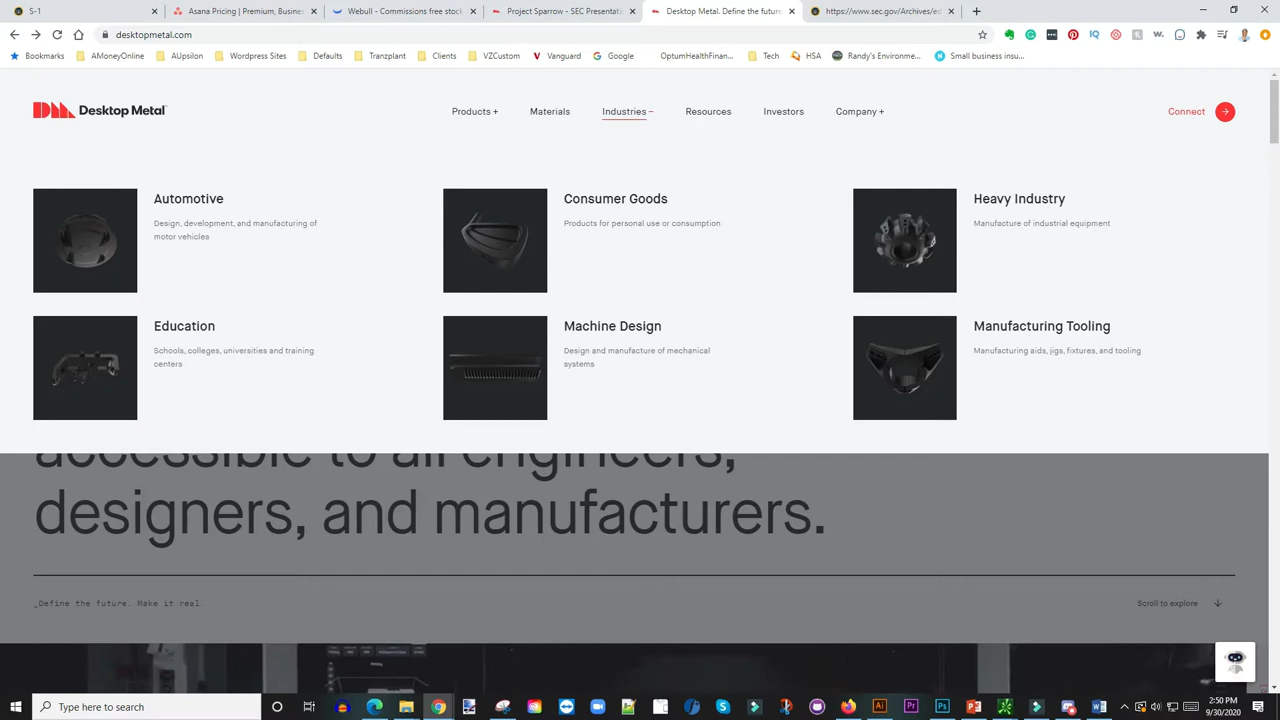 S-1
Asana Pricing | Premium, Busine
Webull - Commissions free stock
Project Sparrow - SEC Presentati
Desktop Metal. Define the future
https://www.sec.gov/Archives/ed
desktopmetal.com
Bookmarks
AMoneyOnline
AUpsilon
Wordpress Sites
Defaults
Tranzplant
Clients
VZCustom
Vanguard
Google
OptumHealthFinan...
Tech
HSA
Randy's Environme...
Small business insu...
Desktop Metal
Products +
Materials
Industries –
Resources
Investors
Company +
Connect
Automotive
Design, development, and manufacturing of
motor vehicles
Consumer Goods
Products for personal use or consumption
Heavy Industry
Manufacture of industrial equipment
Education
Schools, colleges, universities and training
centers
Machine Design
Design and manufacture of mechanical
systems
Manufacturing Tooling
Manufacturing aids, jigs, fixtures, and tooling
accessible to all engineers,
designers, and manufacturers.
_Define the future. Make it real.
Scroll to explore
Type here to search
2:50 PM
9/30/2020